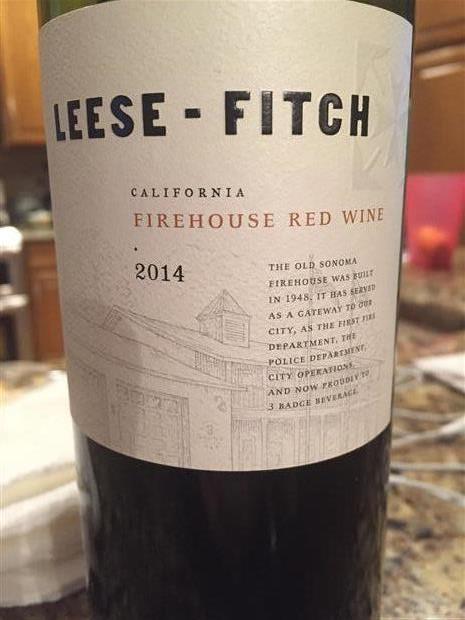 LEESE - FITCH
CALIFORNIA
FIREHOUSE RED WINE
2014
THE OLD SONOMA
FIREHOUSE WAS BUILT
IN 1948. IT HAS SERVED
AS A GATEWAY TO OUR
CITY, AS THE FIRST FIRE
DEPARTMENT, THE
POLICE DEPARTMENT,
CITY OPERATIONS,
AND NOW PROUDLY TO
3 BADGE BEVERAGE.